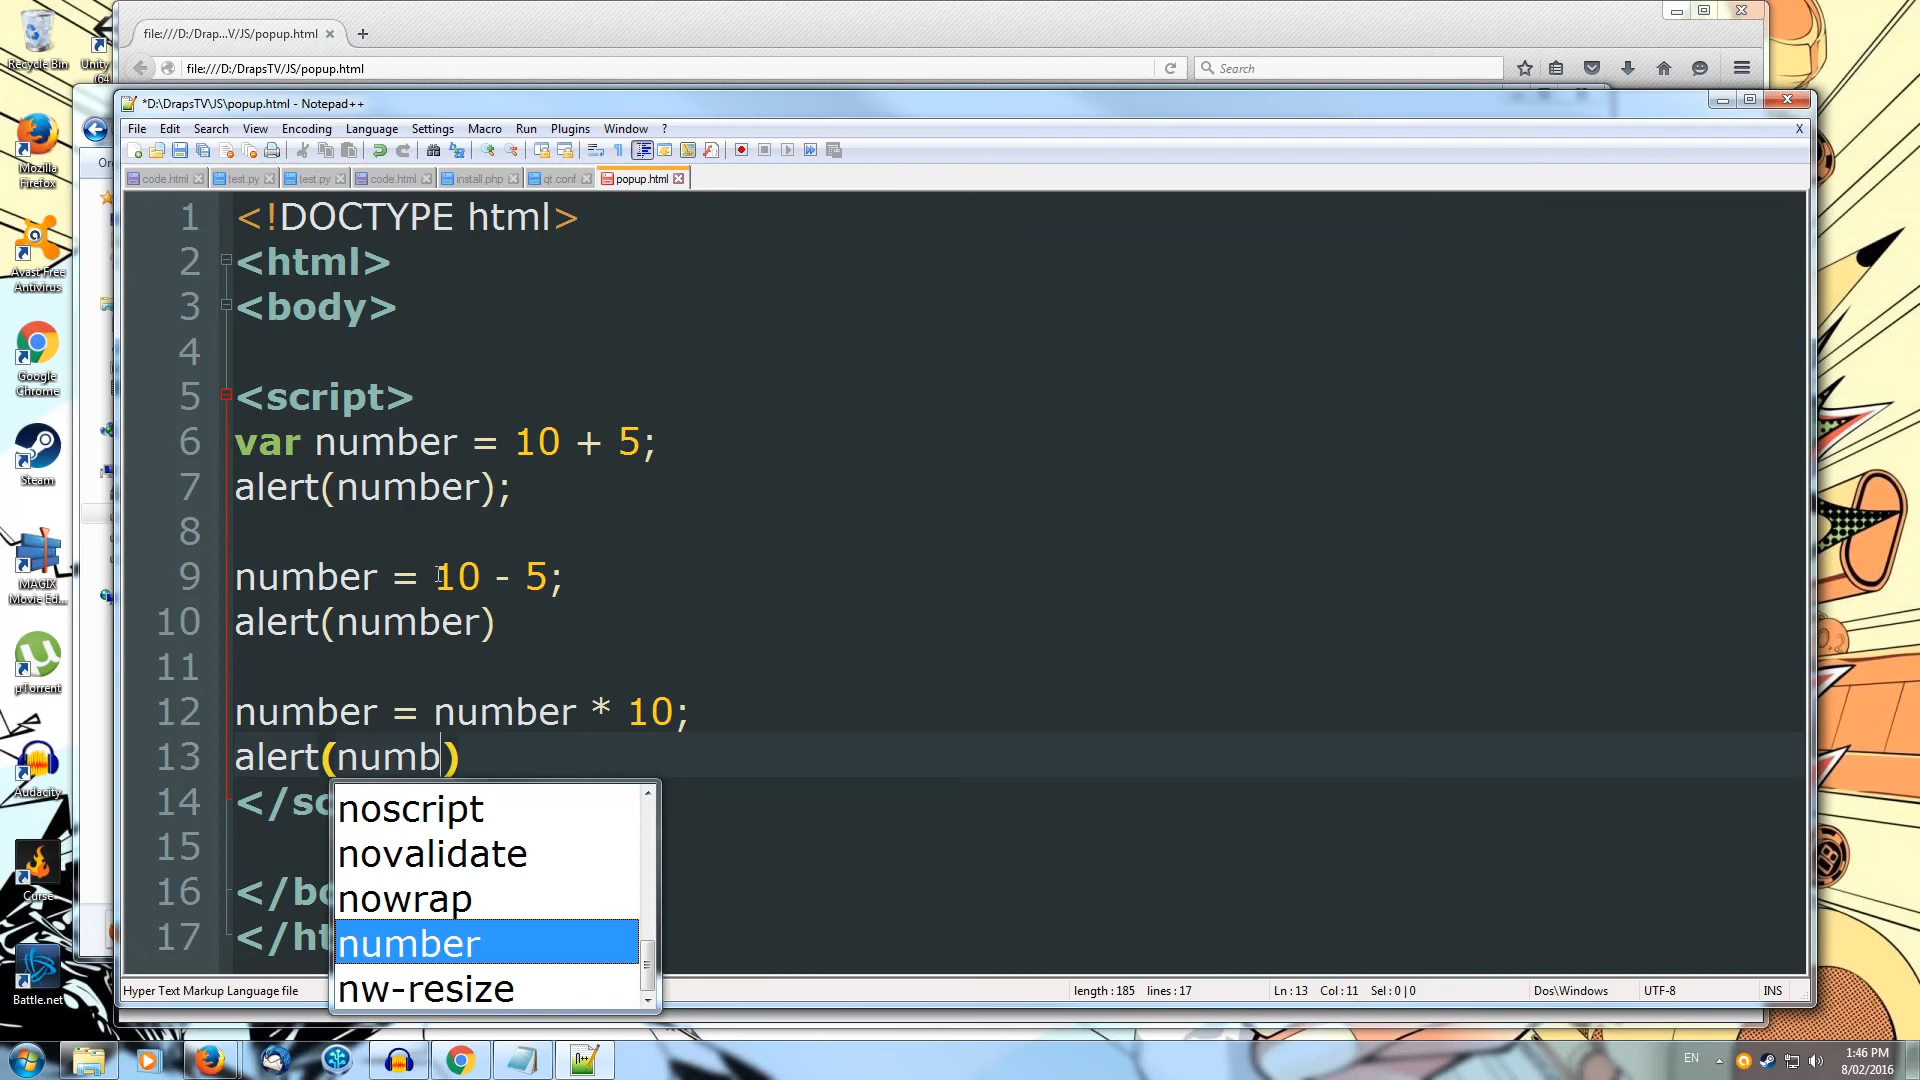 file:///D:/Drap...V/JS/popup.html
file:///D:/DrapsTV/JS/popup.html
Search
*D:\DrapsTV\JS\popup.html - Notepad++
File Edit Search View Encoding Language Settings Macro Run Plugins Window ?
X
code.html test.py test.py code.html install.php qt.conf popup.html
1 <!DOCTYPE html>
2 <html>
3 <body>
4
5 <script>
6 var number = 10 + 5;
7 alert(number);
8
9 number = 10 - 5;
10 alert(number)
11
12 number = number * 10;
13 alert(numb)
14 </sc
15
16 </bo
17 </ht
noscript
novalidate
nowrap
number
nw-resize
Hyper Text Markup Language file
length : 185 lines : 17
Ln : 13 Col : 11 Sel : 0 | 0
Dos\Windows
UTF-8
INS
Recycle Bin
Unity
(64
Mozilla
Firefox
Avast Free
Antivirus
Google
Chrome
Steam
MAGIX
Movie Ed...
µTorrent
Audacity
Curse
Battle.net
Or
EN
1:46 PM
8/02/2016